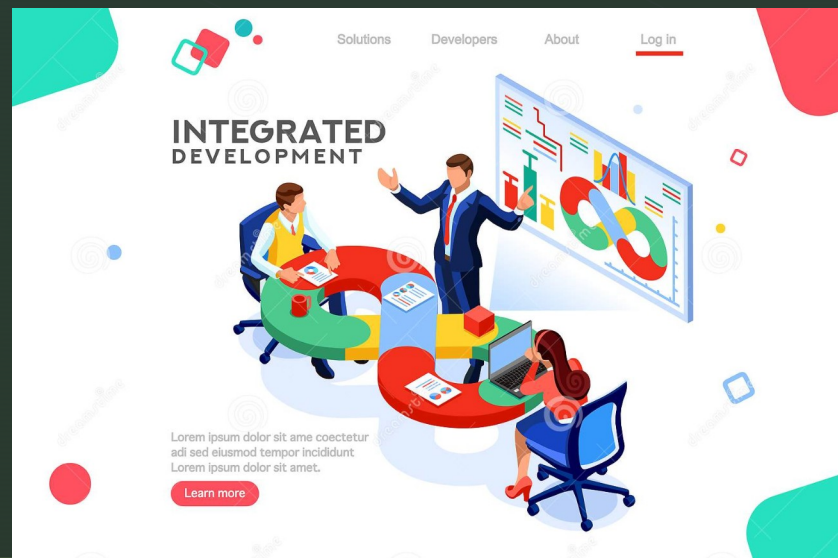 Solutions Developers About Log in
INTEGRATED
DEVELOPMENT
Lorem ipsum dolor sit ame coectetur
adi sed eiusmod tempor incididunt
Lorem ipsum dolor sit amet.
Learn more